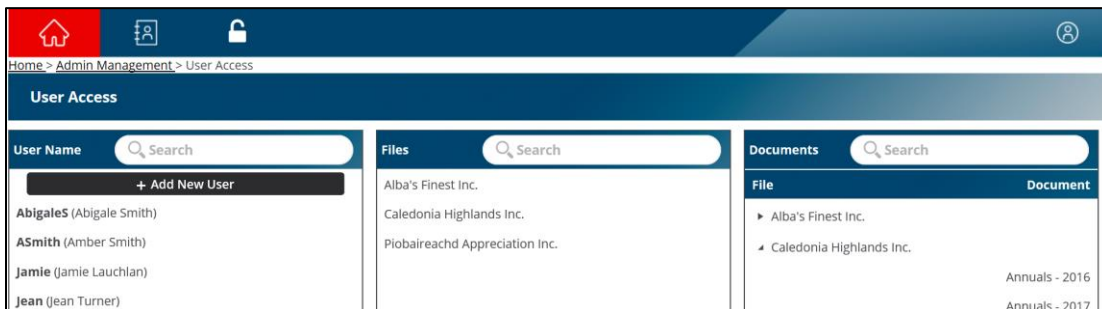 Home > Admin Management > User Access
User Access
User Name Search
+ Add New User
AbigaleS (Abigale Smith)
ASmith (Amber Smith)
Jamie (Jamie Lauchlan)
Jean (Jean Turner)
Files Search
Alba's Finest Inc.
Caledonia Highlands Inc.
Piobaireachd Appreciation Inc.
Documents Search
File Document
Alba's Finest Inc.
Caledonia Highlands Inc.
Annuals - 2016
Annuals - 2017